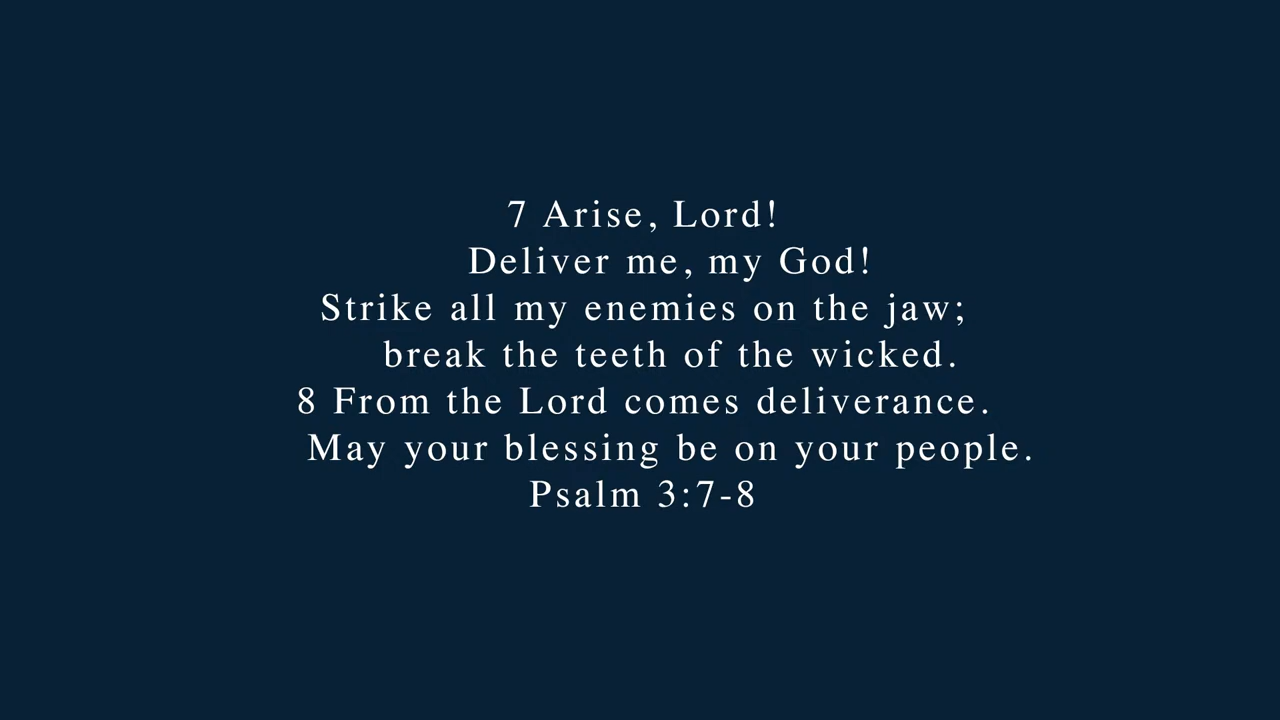 7 Arise, Lord!
Deliver me, my God!
Strike all my enemies on the jaw;
break the teeth of the wicked.
8 From the Lord comes deliverance.
May your blessing be on your people.
Psalm 3:7-8